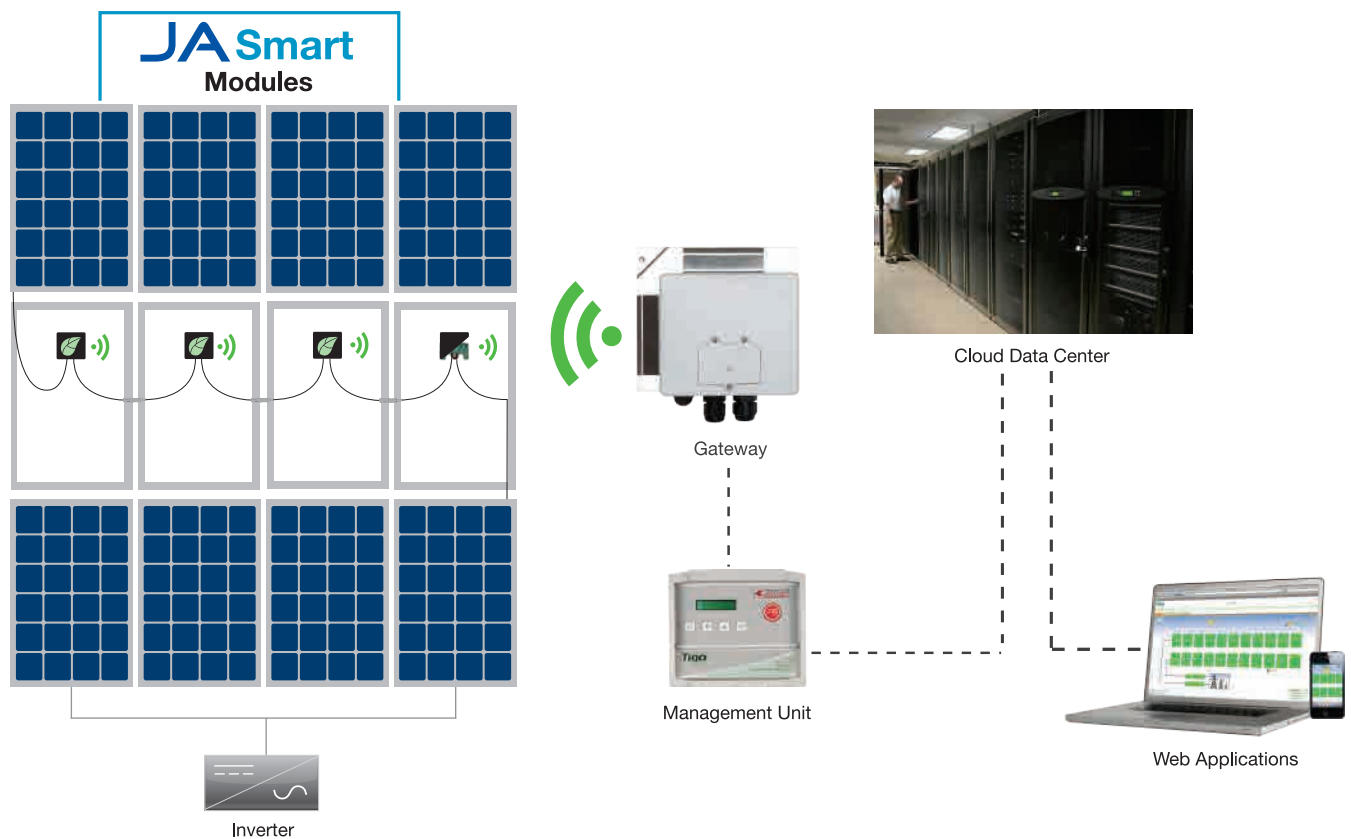 JA Smart
Modules
Cloud Data Center
Gateway
Tigo
Management Unit
Web Applications
Inverter